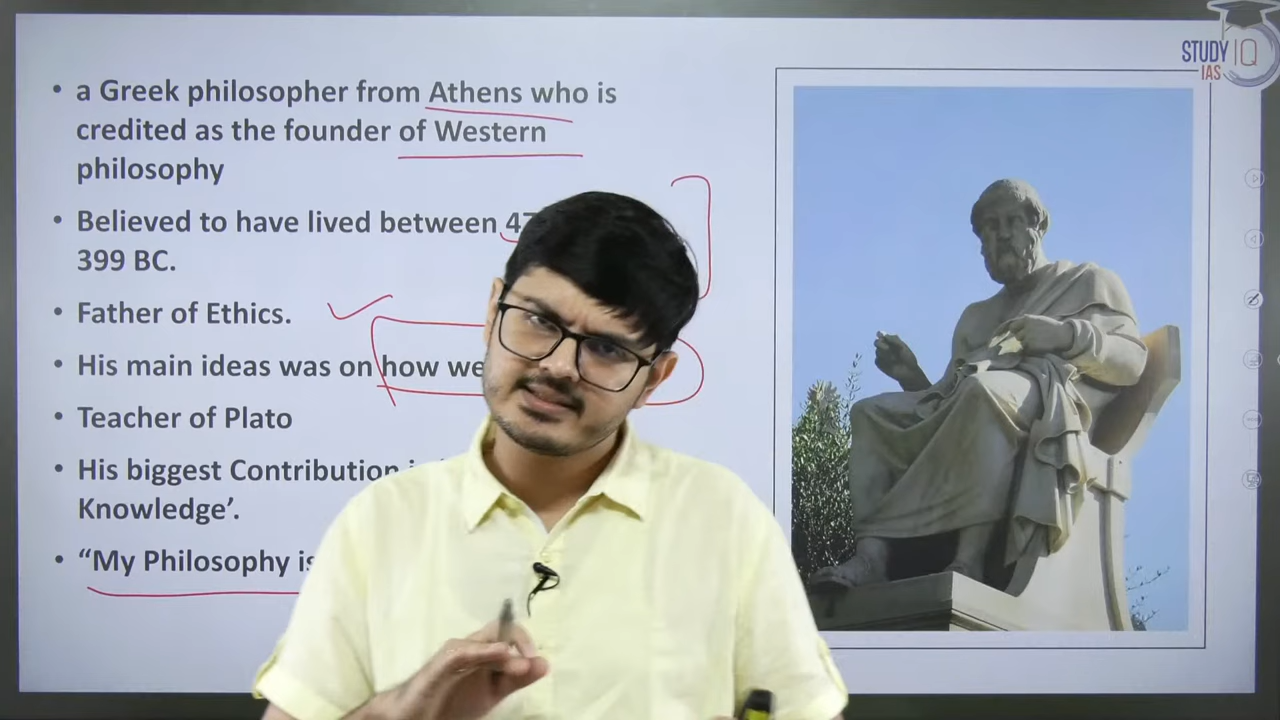 • a Greek philosopher from Athens who is
credited as the founder of Western
philosophy
• Believed to have lived between 47
399 BC.
• Father of Ethics.
• His main ideas was on how we
• Teacher of Plato
• His biggest Contribution
Knowledge’.
• “My Philosophy is
STUDY IQ
IAS